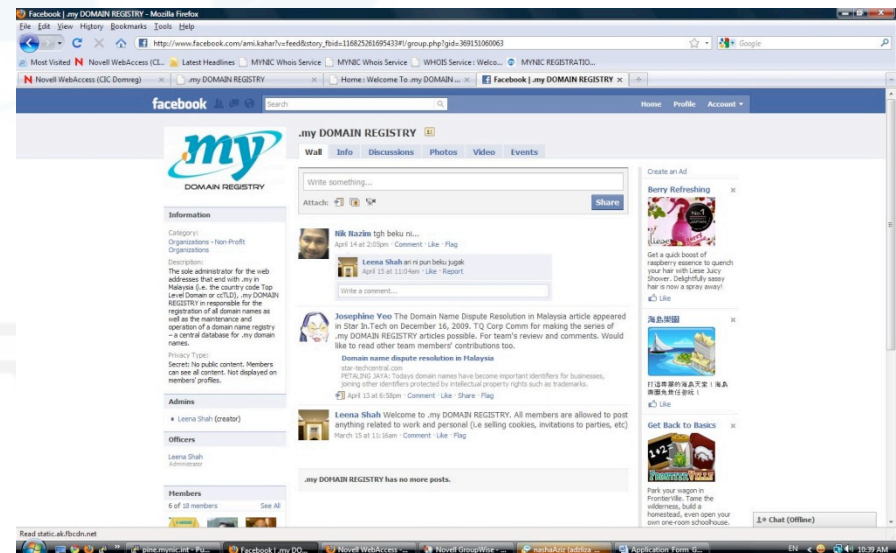 Facebook | .my DOMAIN REGISTRY - Mozilla Firefox
File Edit View History Bookmarks Tools Help
http://www.facebook.com/ami.kahar?v=feed&story_fbid=116825261695433#!/group.php?gid=369151060063
Google
Most Visited Novell WebAccess (CI... Latest Headlines MYNIC Whois Service MYNIC Whois Service WHOIS Service : Welco... MYNIC REGISTRATIO...
Novell WebAccess (CIC Domreg) .my DOMAIN REGISTRY Home : Welcome To .my DOMAIN ... Facebook | .my DOMAIN REGISTRY
facebook Search Home Profile Account
my
DOMAIN REGISTRY
Information
Category:
Organizations - Non-Profit
Organizations
Description:
The sole administrator for the web
addresses that end with .my in
Malaysia (i.e. the country code Top
Level Domain or ccTLD), .my DOMAIN
REGISTRY in responsible for the
registration of all domain names as
well as the maintenance and
operation of a domain name registry
– a central database for .my domain
names.
Privacy Type:
Secret: No public content. Members
can see all content. Not displayed on
members' profiles.
Admins
Leena Shah (creator)
Officers
Leena Shah
Administrator
Members
6 of 18 members See All
.my DOMAIN REGISTRY
Wall Info Discussions Photos Video Events
Write something...
Attach:
Share
Nik Nazim tgh beku ni...
April 14 at 2:05pm · Comment · Like · Flag
Leena Shah ari ni pun beku jugak
April 15 at 11:04am · Like · Report
Write a comment...
Josephine Yeo The Domain Name Dispute Resolution in Malaysia article appeared
in Star In.Tech on December 16, 2009. TQ Corp Comm for making the series of
.my DOMAIN REGISTRY articles possible. For team's review and comments. Would
like to read other team members' contributions too.
Domain name dispute resolution in Malaysia
star-techcentral.com
PETALING JAYA: Todays domain names have become important identifiers for businesses,
joining other identifiers protected by intellectual property rights such as trademarks.
April 13 at 6:58pm · Comment · Like · Share · Flag
Leena Shah Welcome to .my DOMAIN REGISTRY. All members are allowed to post
anything related to work and personal (i.e selling cookies, invitations to parties, etc)
March 15 at 11:16am · Comment · Like · Flag
.my DOMAIN REGISTRY has no more posts.
Create an Ad
Berry Refreshing
No.1
liese
Get a quick boost of
raspberry essence to quench
your hair with Liese Juicy
Shower. Delightfully sassy
hair is now a spray away!
Like
海島樂園
Like
Get Back to Basics
1+2=
FRONTIERVILLE
Park your wagon in
FrontierVille. Tame the
wilderness, build a
homestead, even open your
own one-room schoolhouse.
Chat (Offline)
Read static.ak.fbcdn.net
pine.mynic.int - Pu... Facebook | .my DO... Novell WebAccess -... Novell GroupWise - ... nashaAziz (adzliza ... Application Form G... EN 10:39 AM